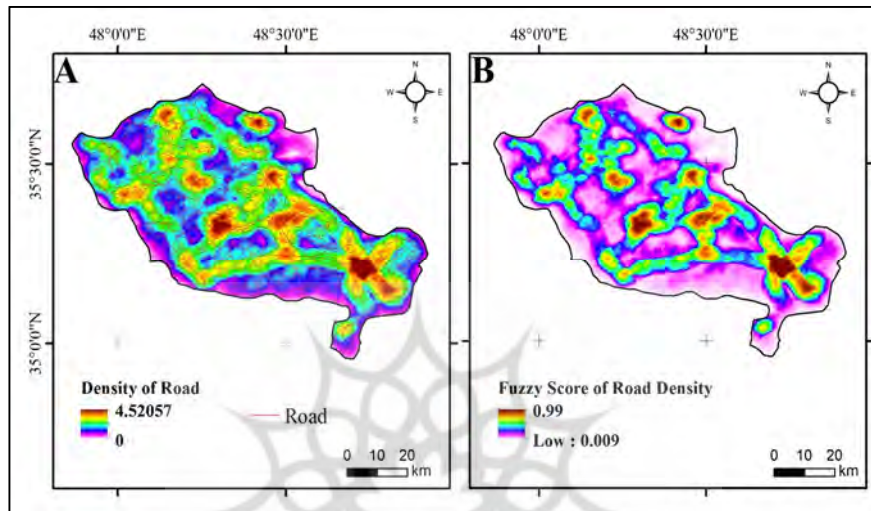 48°0'0"E 48°30'0"E
A
N
W E
S
35°30'0"N
35°0'0"N
Density of Road
4.52057
0
Road
0 10 20
km
48°0'0"E 48°30'0"E
B
N
W E
S
Fuzzy Score of Road Density
0.99
Low : 0.009
0 10 20
km